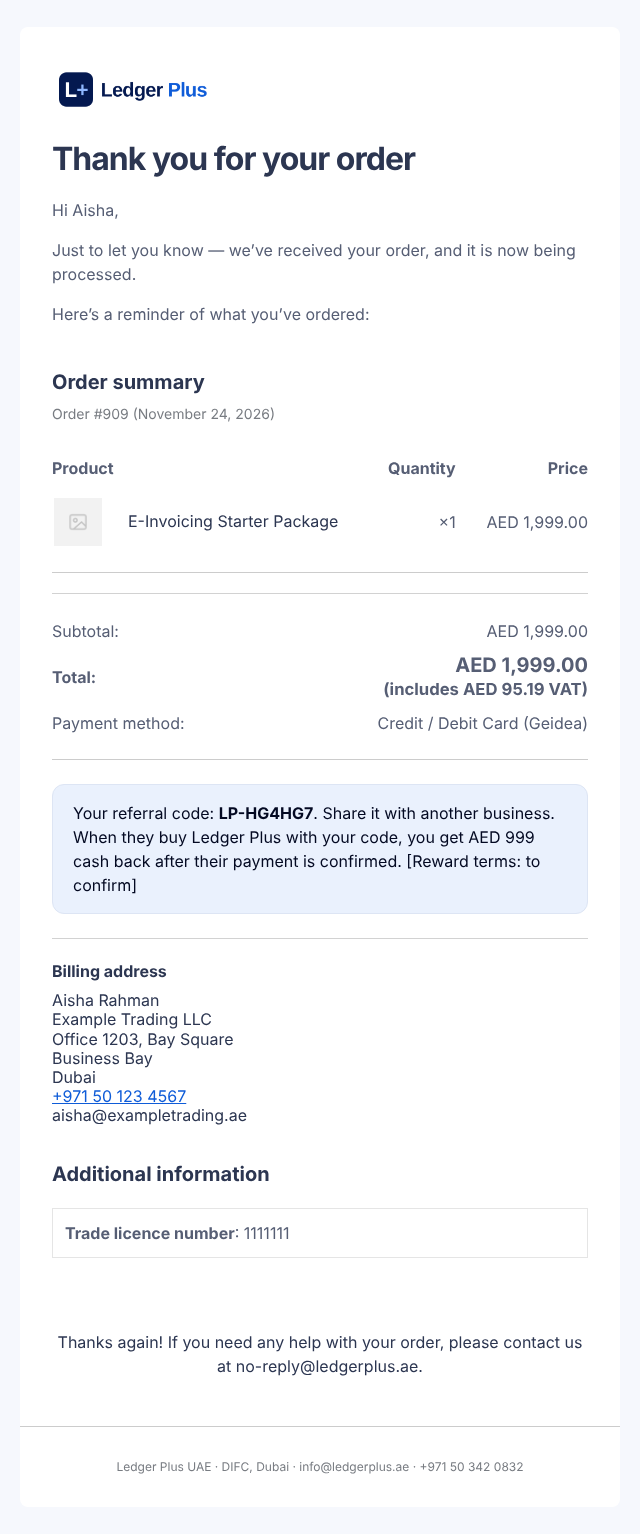 L+ Ledger Plus
Thank you for your order
Hi Aisha,
Just to let you know — we’ve received your order, and it is now being
processed.
Here’s a reminder of what you’ve ordered:
Order summary
Order #909 (November 24, 2026)
Product Quantity Price
E-Invoicing Starter Package ×1 AED 1,999.00
Subtotal: AED 1,999.00
Total: AED 1,999.00
(includes AED 95.19 VAT)
Payment method: Credit / Debit Card (Geidea)
Your referral code: LP-HG4HG7. Share it with another business.
When they buy Ledger Plus with your code, you get AED 999
cash back after their payment is confirmed. [Reward terms: to
confirm]
Billing address
Aisha Rahman
Example Trading LLC
Office 1203, Bay Square
Business Bay
Dubai
+971 50 123 4567
aisha@exampletrading.ae
Additional information
Trade licence number: 1111111
Thanks again! If you need any help with your order, please contact us
at no-reply@ledgerplus.ae.
Ledger Plus UAE · DIFC, Dubai · info@ledgerplus.ae · +971 50 342 0832